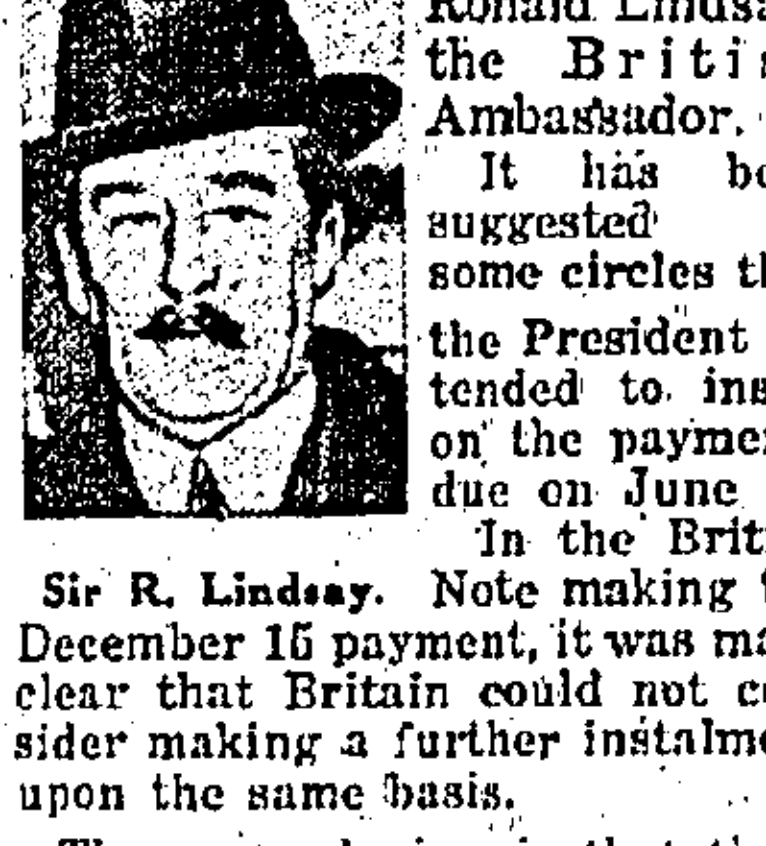 Ronald Lindsa
the Britis
Ambassador.
It has be
suggested
some circles th
the President
tended to ins
on the paymen
due on June
In the Briti
Sir R. Lindsay. Note making t
December 15 payment, it was ma
clear that Britain could not co
sider making a further instalme
upon the same basis.